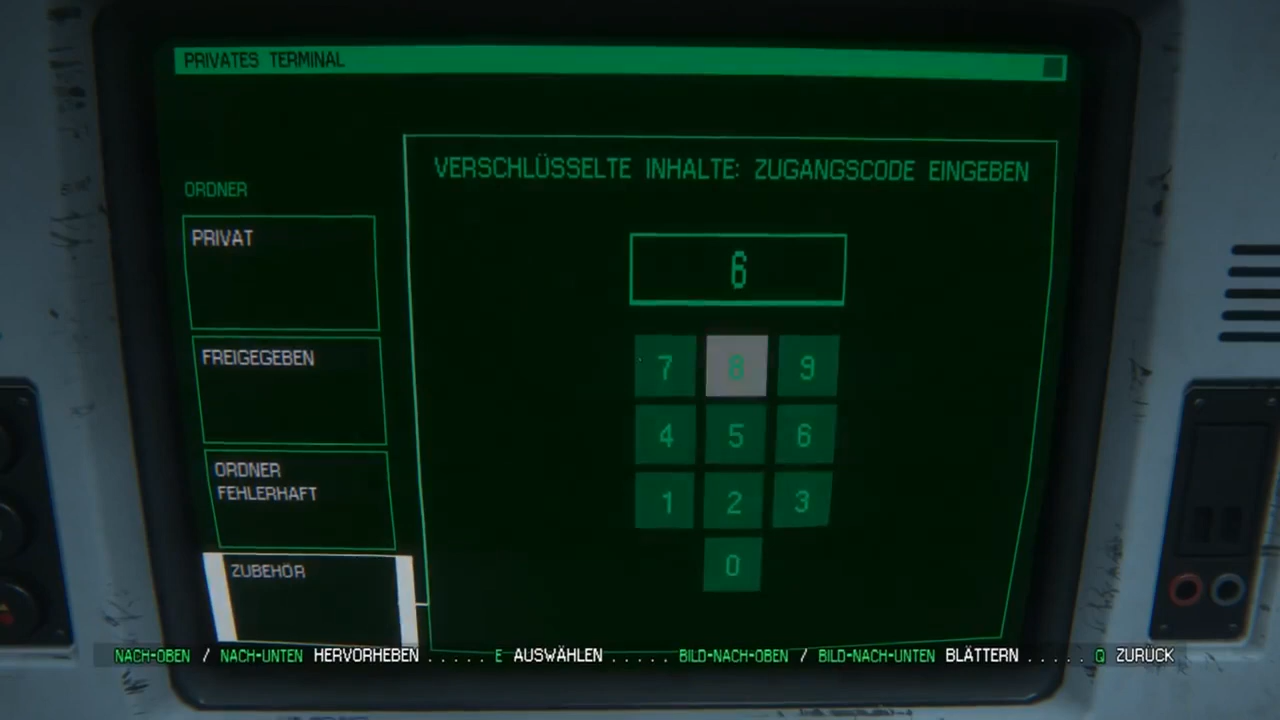 PRIVATES TERMINAL
VERSCHLÜSSELTE INHALTE: ZUGANGSCODE EINGEBEN
ORDNER
PRIVAT
FREIGEGEBEN
ORDNER
FEHLERHAFT
ZUBEHÖR
6
7 8 9
4 5 6
1 2 3
0
NACH-OBEN / NACH-UNTEN HERVORHEBEN ..... E AUSWÄHLEN ..... BILD-NACH-OBEN / BILD-NACH-UNTEN BLÄTTERN ..... Q ZURÜCK